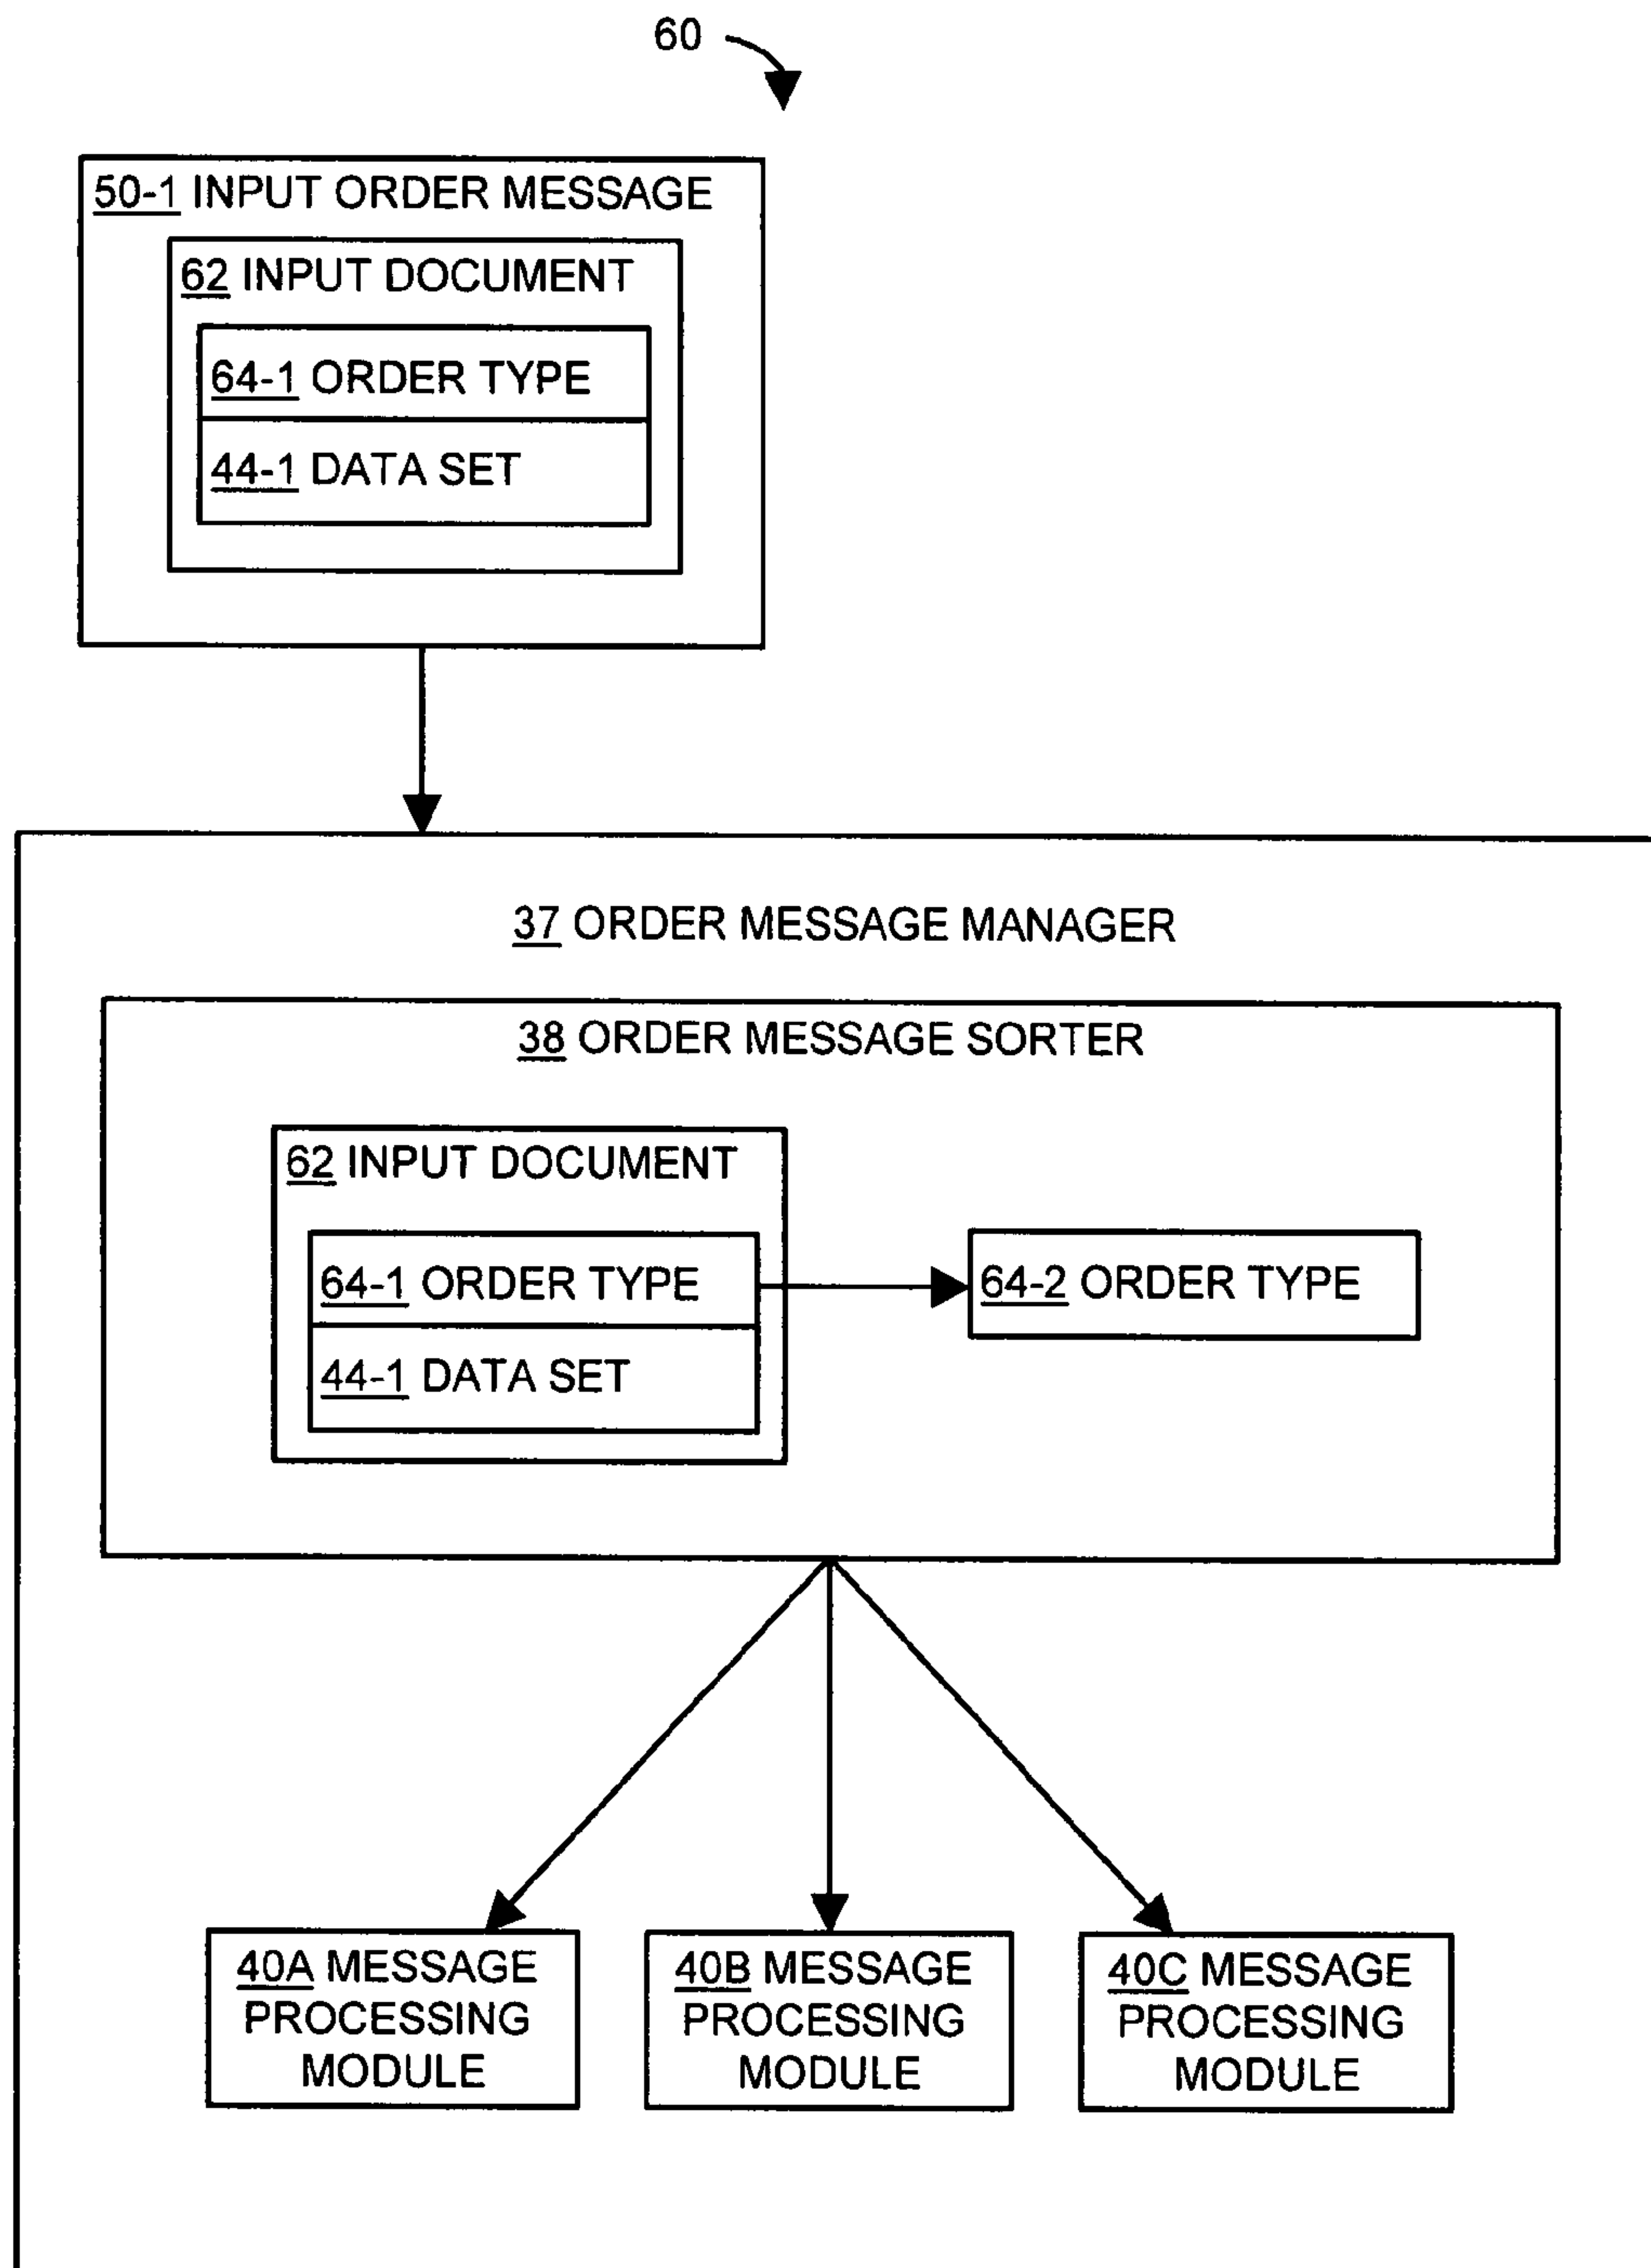 60
50-1 INPUT ORDER MESSAGE
62 INPUT DOCUMENT
64-1 ORDER TYPE
44-1 DATA SET
37 ORDER MESSAGE MANAGER
38 ORDER MESSAGE SORTER
62 INPUT DOCUMENT
64-1 ORDER TYPE
64-2 ORDER TYPE
44-1 DATA SET
40A MESSAGE
PROCESSING
MODULE
40B MESSAGE
PROCESSING
MODULE
40C MESSAGE
PROCESSING
MODULE